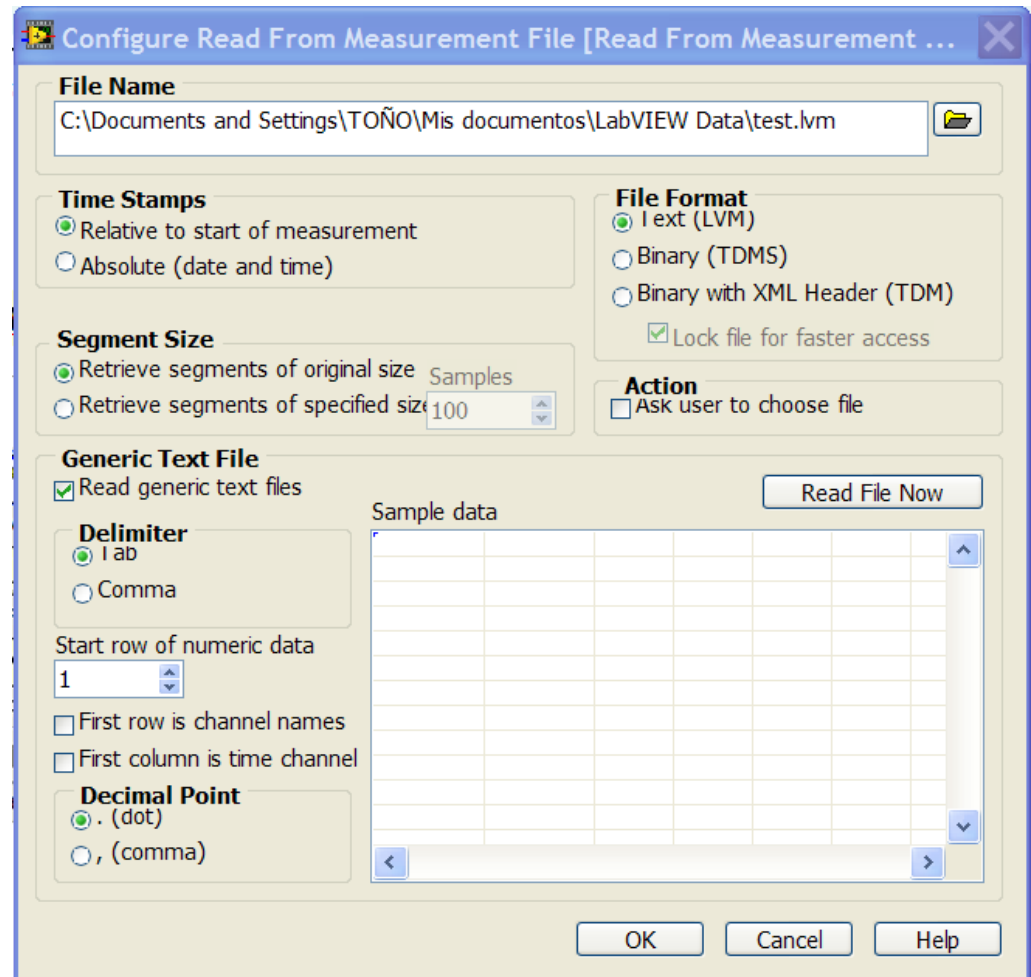 Configure Read From Measurement File [Read From Measurement ...
File Name
C:\Documents and Settings\TOÑO\Mis documentos\LabVIEW Data\test.lvm
Time Stamps
Relative to start of measurement
Absolute (date and time)
File Format
Text (LVM)
Binary (TDMS)
Binary with XML Header (TDM)
Lock file for faster access
Segment Size
Retrieve segments of original size
Retrieve segments of specified size
Samples
100
Action
Ask user to choose file
Generic Text File
Read generic text files
Read File Now
Delimiter
Tab
Comma
Sample data
Start row of numeric data
1
First row is channel names
First column is time channel
Decimal Point
. (dot)
, (comma)
OK
Cancel
Help